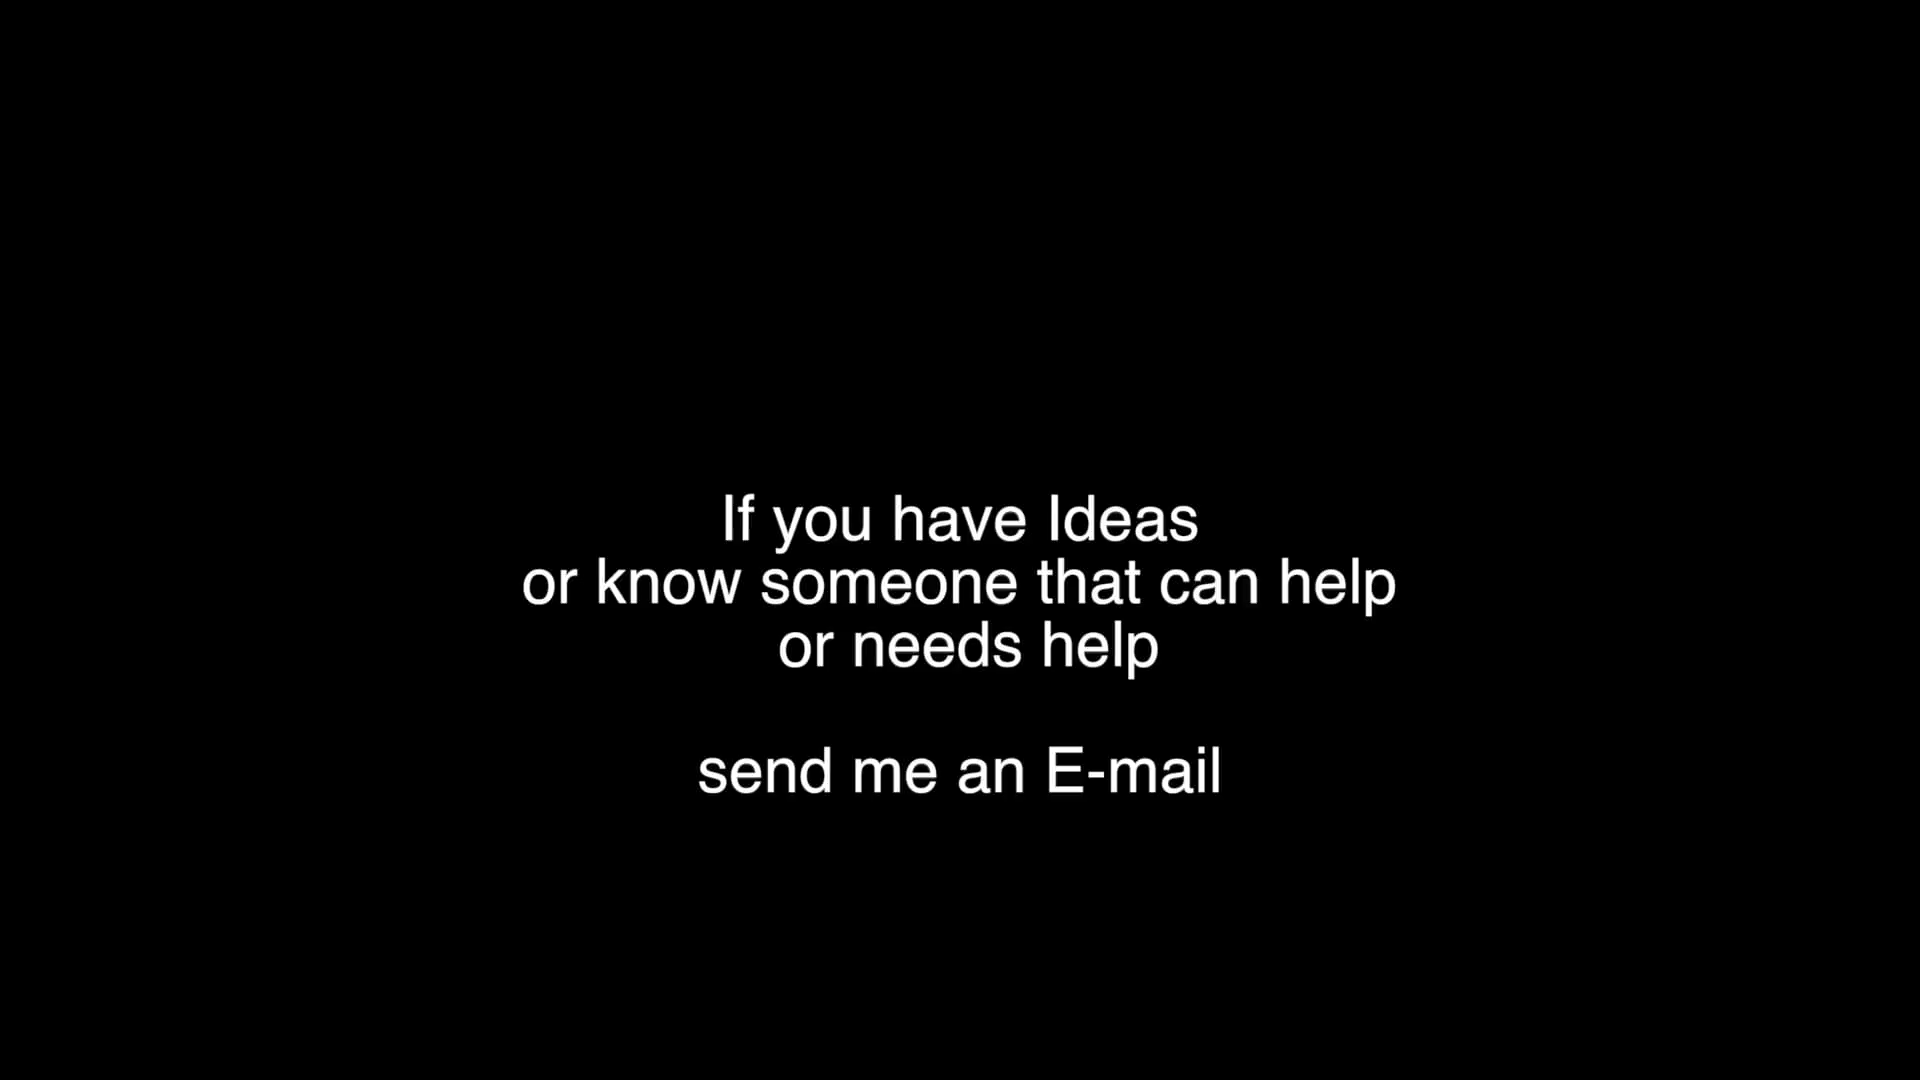 If you have Ideas
or know someone that can help
or needs help
send me an E-mail